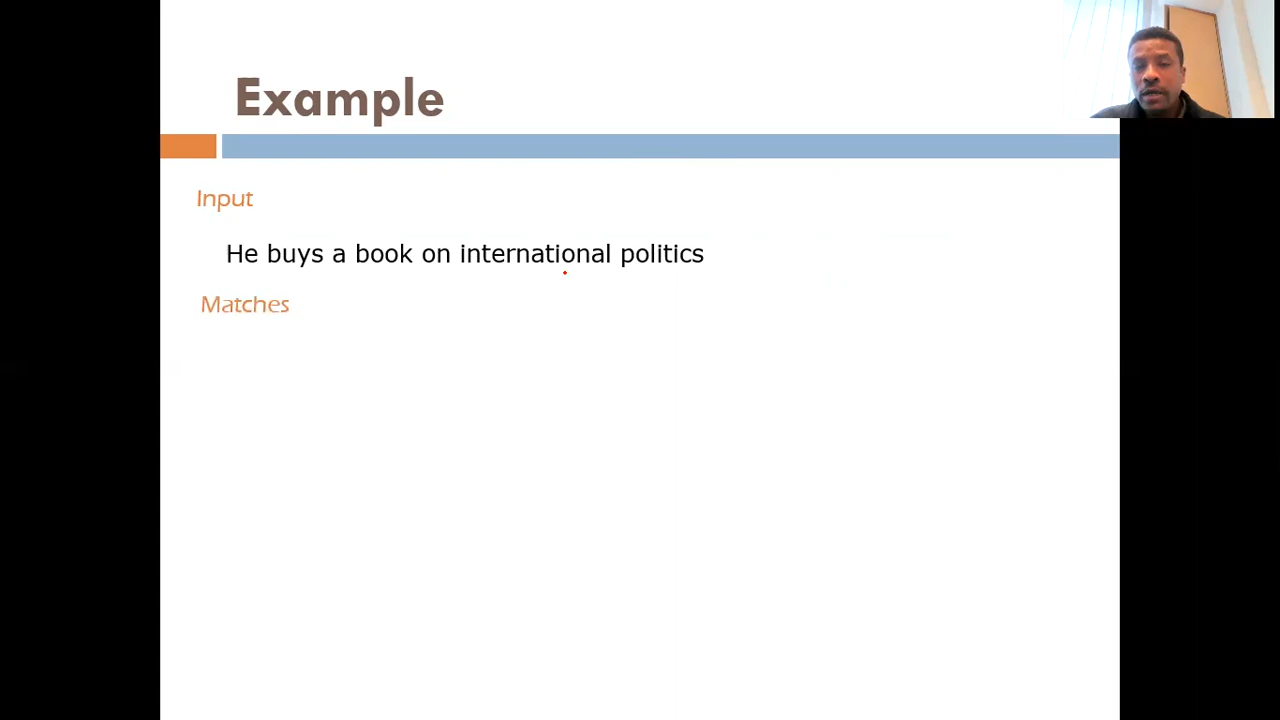 Example
Input
He buys a book on international politics
Matches